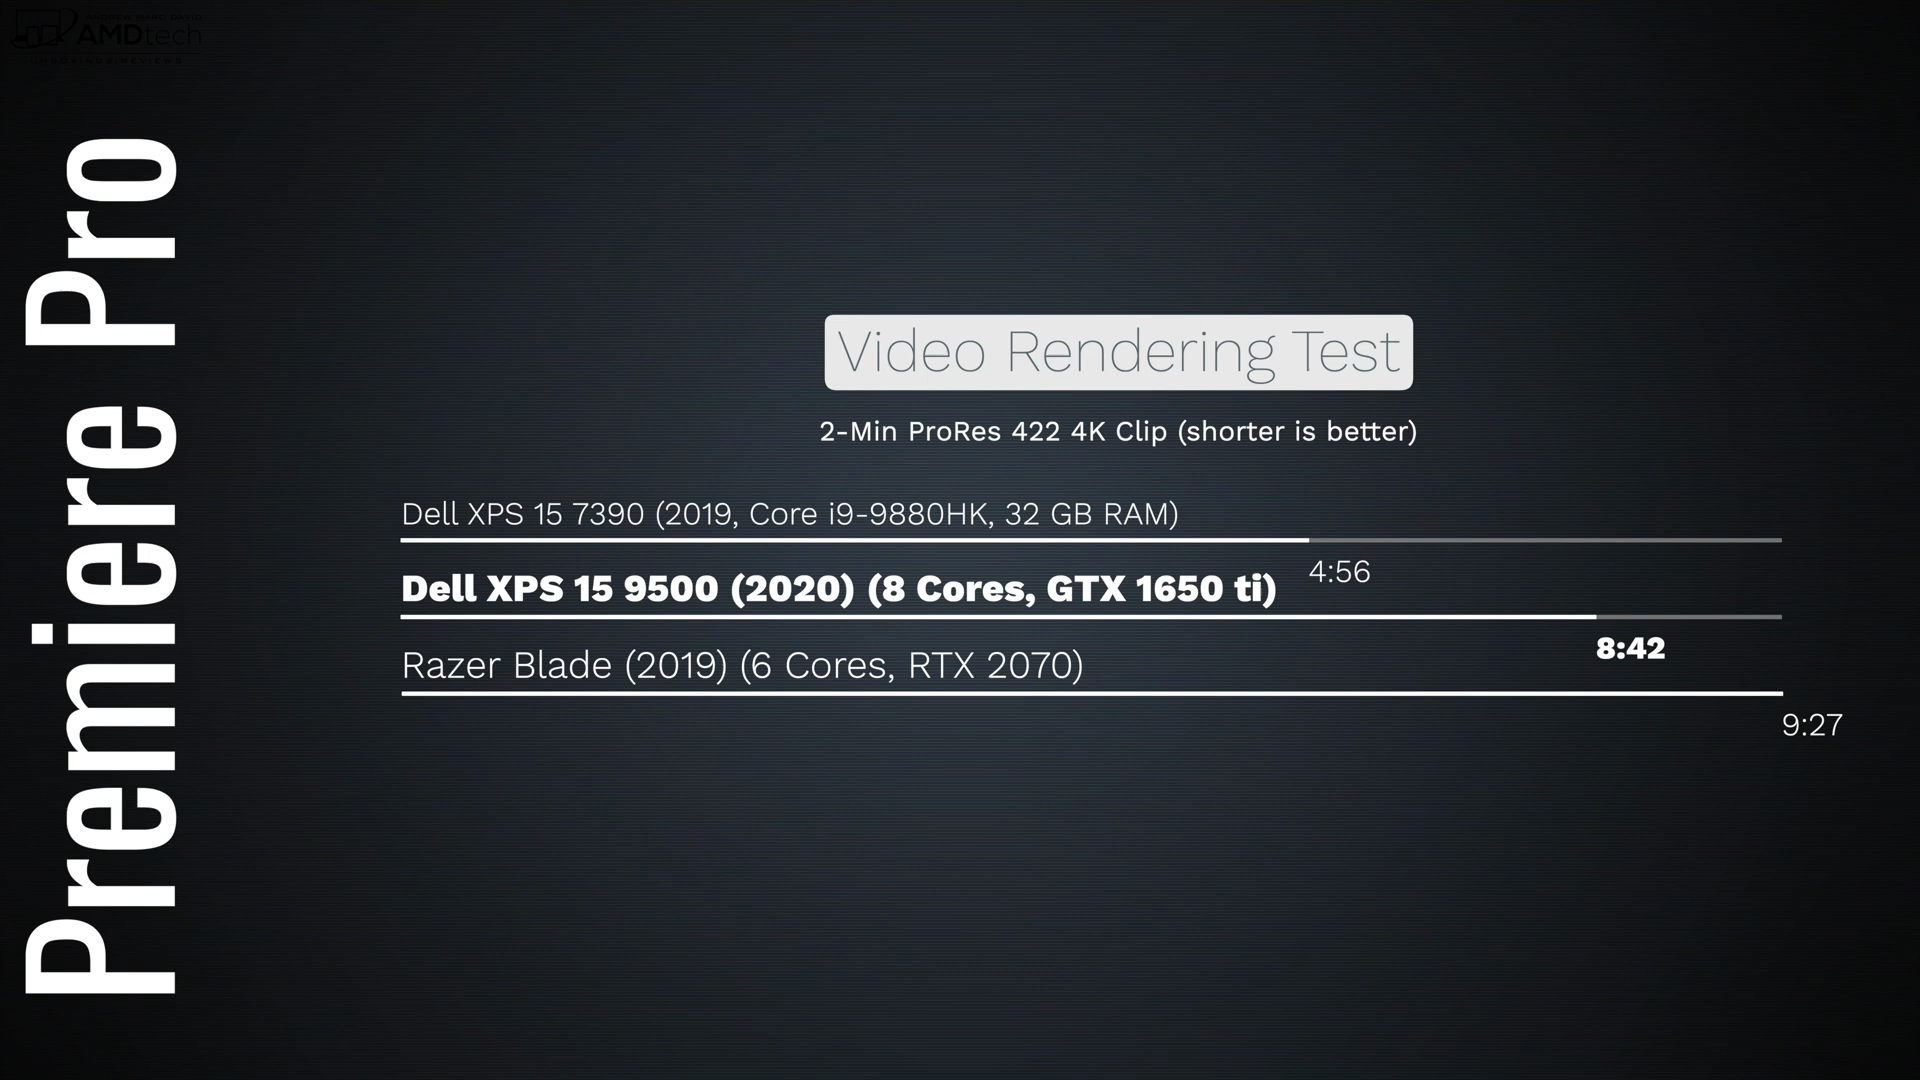 AMDtech
UNBOXINGS/REVIEWS
Premiere Pro
Video Rendering Test
2-Min ProRes 422 4K Clip (shorter is better)
Dell XPS 15 7390 (2019, Core i9-9880HK, 32 GB RAM)
4:56
Dell XPS 15 9500 (2020) (8 Cores, GTX 1650 ti)
8:42
Razer Blade (2019) (6 Cores, RTX 2070)
9:27